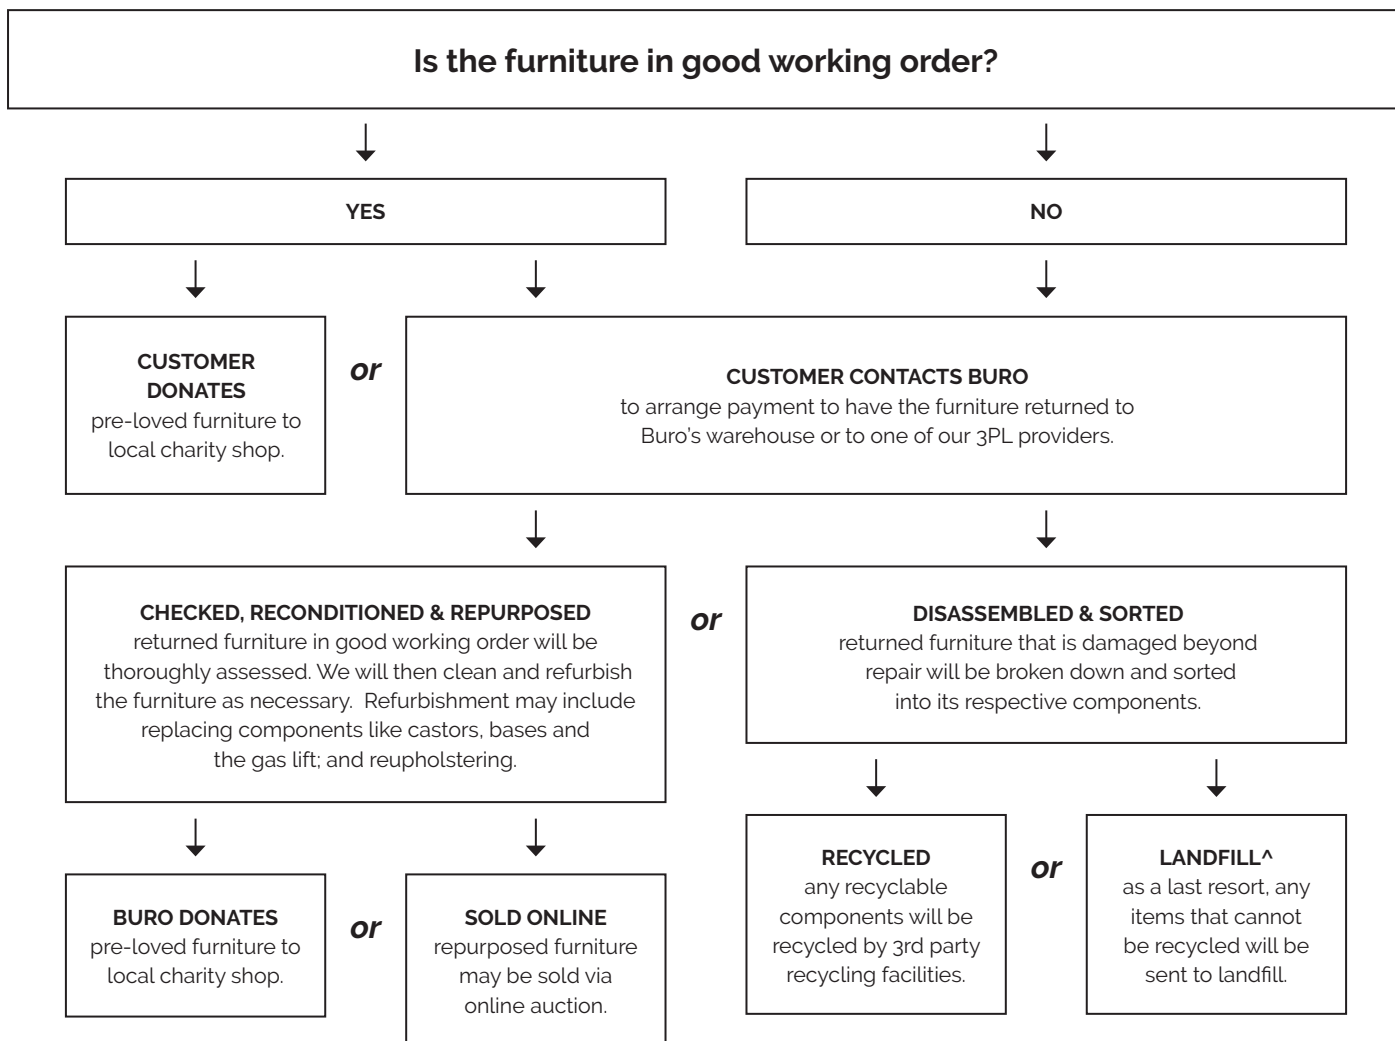 Is the furniture in good working order?
YES
NO
CUSTOMER
DONATES
pre-loved furniture to
local charity shop.
or
CUSTOMER CONTACTS BURO
to arrange payment to have the furniture returned to
Buro's warehouse or to one of our 3PL providers.
CHECKED, RECONDITIONED & REPURPOSED
returned furniture in good working order will be
thoroughly assessed. We will then clean and refurbish
the furniture as necessary.  Refurbishment may include
replacing components like castors, bases and
the gas lift; and reupholstering.
or
DISASSEMBLED & SORTED
returned furniture that is damaged beyond
repair will be broken down and sorted
into its respective components.
BURO DONATES
pre-loved furniture to
local charity shop.
or
SOLD ONLINE
repurposed furniture
may be sold via
online auction.
RECYCLED
any recyclable
components will be
recycled by 3rd party
recycling facilities.
or
LANDFILL^
as a last resort, any
items that cannot
be recycled will be
sent to landfill.